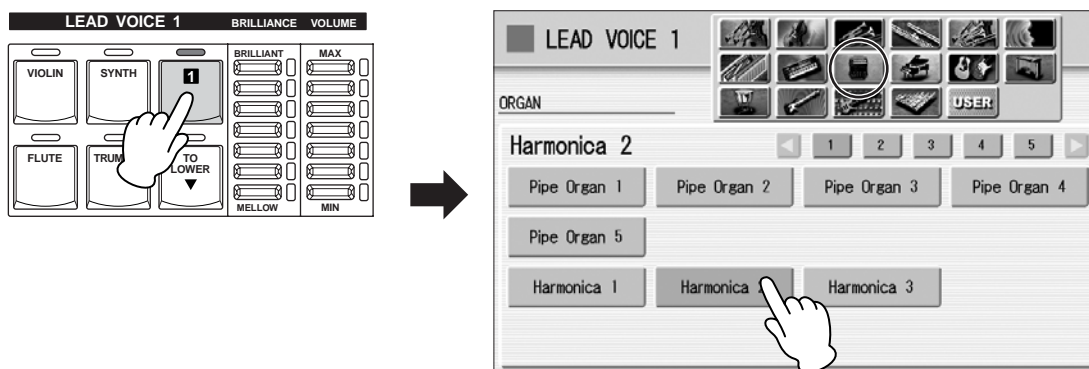 LEAD VOICE 1
BRILLIANCE VOLUME
VIOLIN
SYNTH
1
FLUTE
TRUM
TO
LOWER
BRILLIANT
MAX
MELLOW
MIN
LEAD VOICE 1
ORGAN
USER
Harmonica 2
1 2 3 4 5
Pipe Organ 1 Pipe Organ 2 Pipe Organ 3 Pipe Organ 4
Pipe Organ 5
Harmonica 1 Harmonica 2 Harmonica 3